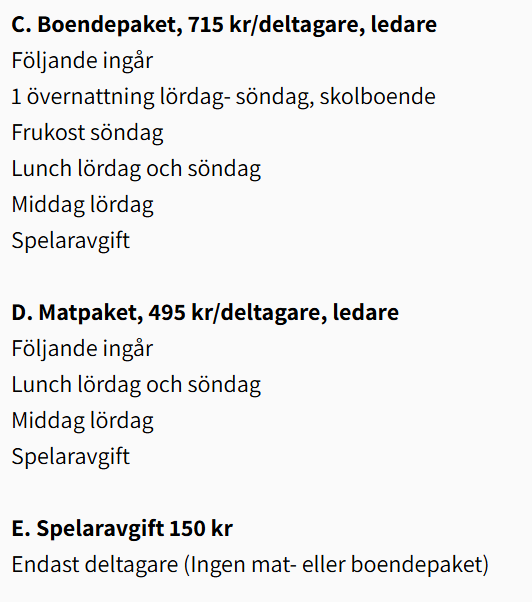 C. Boendepaket, 715 kr/deltagare, ledare
Följande ingår
1 övernattning lördag- söndag, skolboende
Frukost söndag
Lunch lördag och söndag
Middag lördag
Spelaravgift
D. Matpaket, 495 kr/deltagare, ledare
Följande ingår
Lunch lördag och söndag
Middag lördag
Spelaravgift
E. Spelaravgift 150 kr
Endast deltagare (Ingen mat- eller boendepaket)